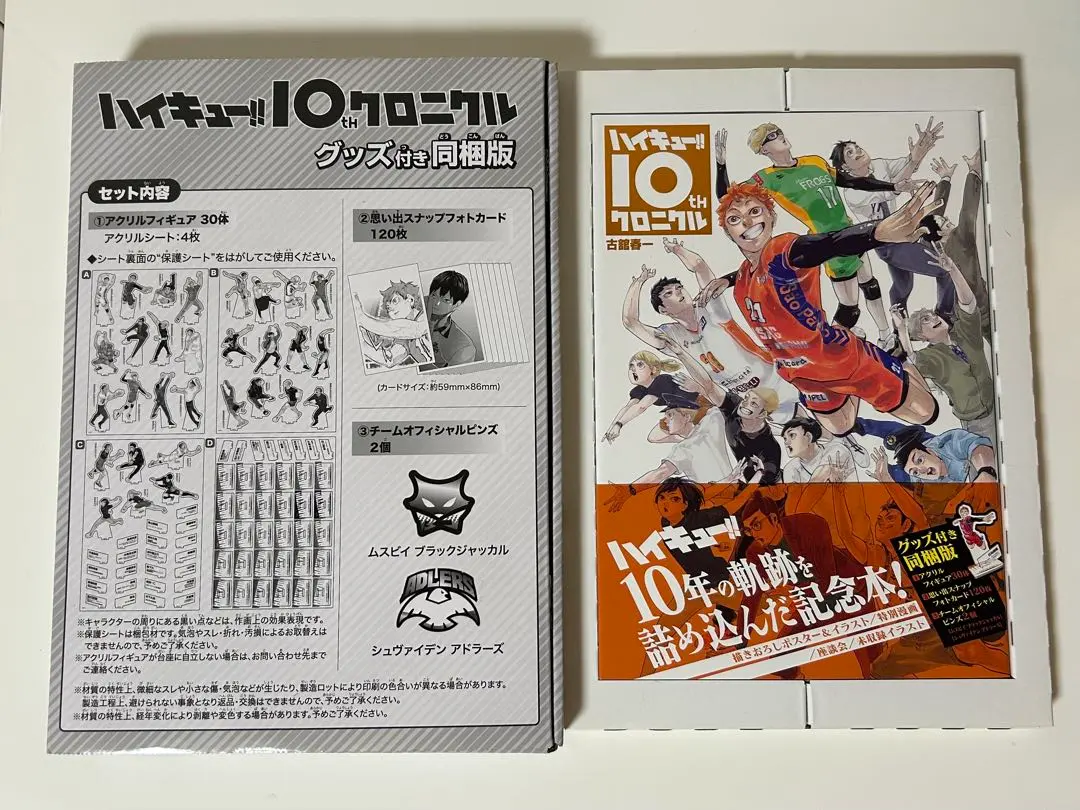 ハイキュー!! 10th クロニクル
グッズ付き同梱版
セット内容
①アクリルフィギュア 30体
アクリルシート:4枚
◆シート裏面の"保護シート"をはがしてご使用ください。
A
B
C
D
※キャラクターの周りにある黒い点などは、作画上の効果表現です。
※保護シートは梱包材です。気泡やスレ・折れ・汚損によるお取替えは
できませんので、予めご了承ください。
※アクリルフィギュアが台座に自立しない場合は、お問い合わせ先まで
ご連絡ください。
※材質の特性上、微細なスレや小さな傷・気泡などが生じたり、製造ロットにより印刷の色合いが異なる場合があります。
製造工程上、避けられない事象となり返品・交換はできませんので、予めご了承ください。
※材質の特性上、経年変化により剥離や変色する場合があります。予めご了承ください。
②思い出スナップフォトカード
120枚
(カードサイズ:約59mm×86mm)
③チームオフィシャルピンズ
2個
ムスビイ ブラックジャッカル
ADLERS
シュヴァイデン アドラーズ
ハイキュー!!
10th
クロニクル
古舘春一
FROGS
17
21
São Pa
11
ハイキュー!!
10年の軌跡を
詰め込んだ記念本!
描きおろしポスター&イラスト/特別漫画
/座談会/未収録イラスト
グッズ付き
同梱版
❶アクリル
フィギュア30体
❷思い出スナップ
フォトカード120枚
❸チームオフィシャル
ピンズ2個